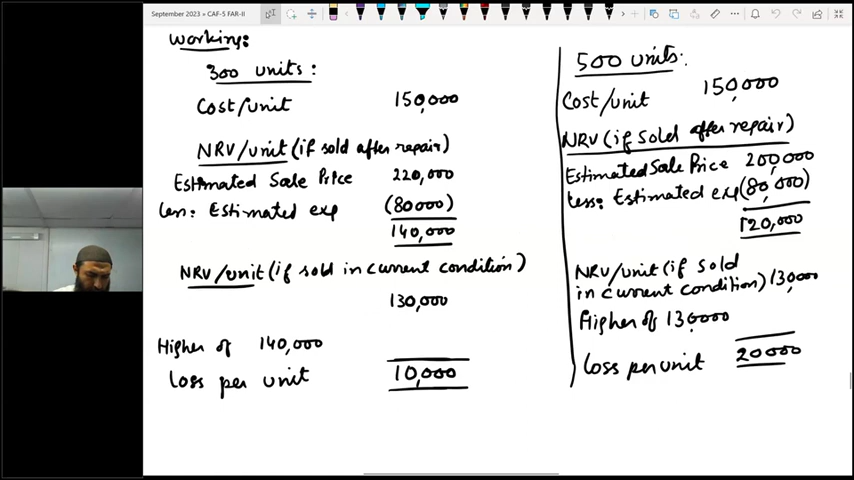 September 2023 » CAF-5 FAR-II
Working:
300 units:
Cost/unit 150,000
NRV/unit (if sold after repair)
Estimated Sale Price 220,000
Less: Estimated exp (80000)
140,000
NRV/unit (if sold in current condition)
130,000
Higher of 140,000
Loss per unit 10,000
500 units:
Cost/unit 150,000
NRV (if sold after repair)
Estimated Sale Price 200,000
Less: Estimated exp (80,000)
120,000
NRV/unit (if sold
in current condition) 130,000
Higher of 130,000
Loss per unit 20000